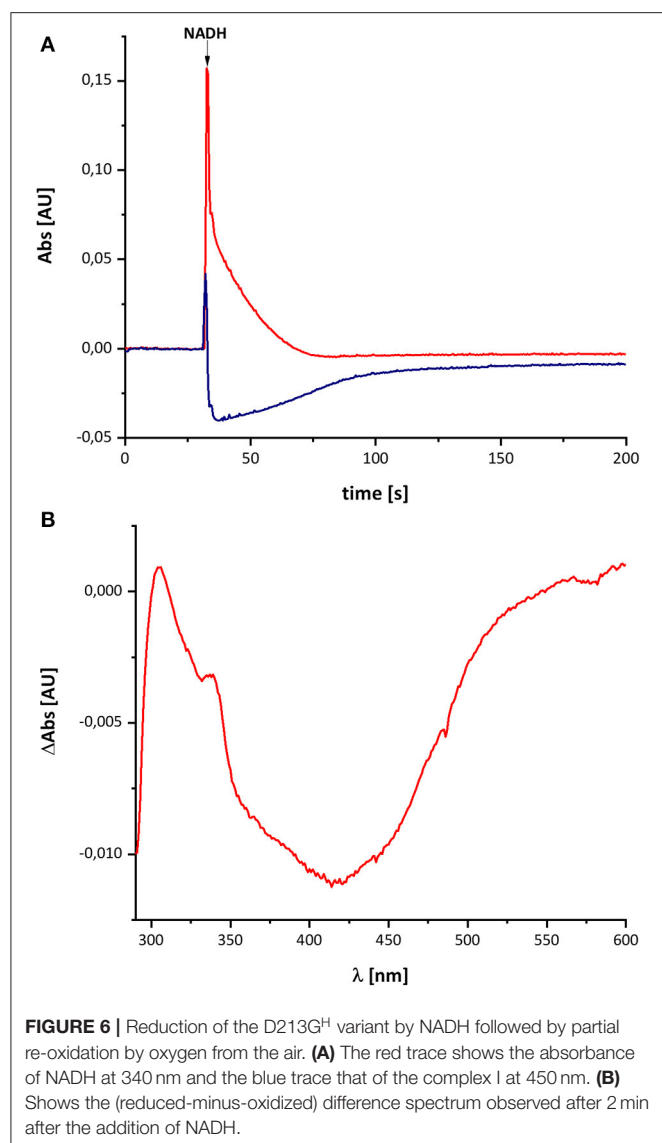 A
NADH
0,15
0,10
0,05
0,00
-0,05
Abs [AU]
0 50 100 150 200
time [s]
B
0,000
-0,005
-0,010
ΔAbs [AU]
300 350 400 450 500 550 600
λ [nm]
FIGURE 6 | Reduction of the D213Gᴴ variant by NADH followed by partial
re-oxidation by oxygen from the air. (A) The red trace shows the absorbance
of NADH at 340 nm and the blue trace that of the complex I at 450 nm. (B)
Shows the (reduced-minus-oxidized) difference spectrum observed after 2 min
after the addition of NADH.